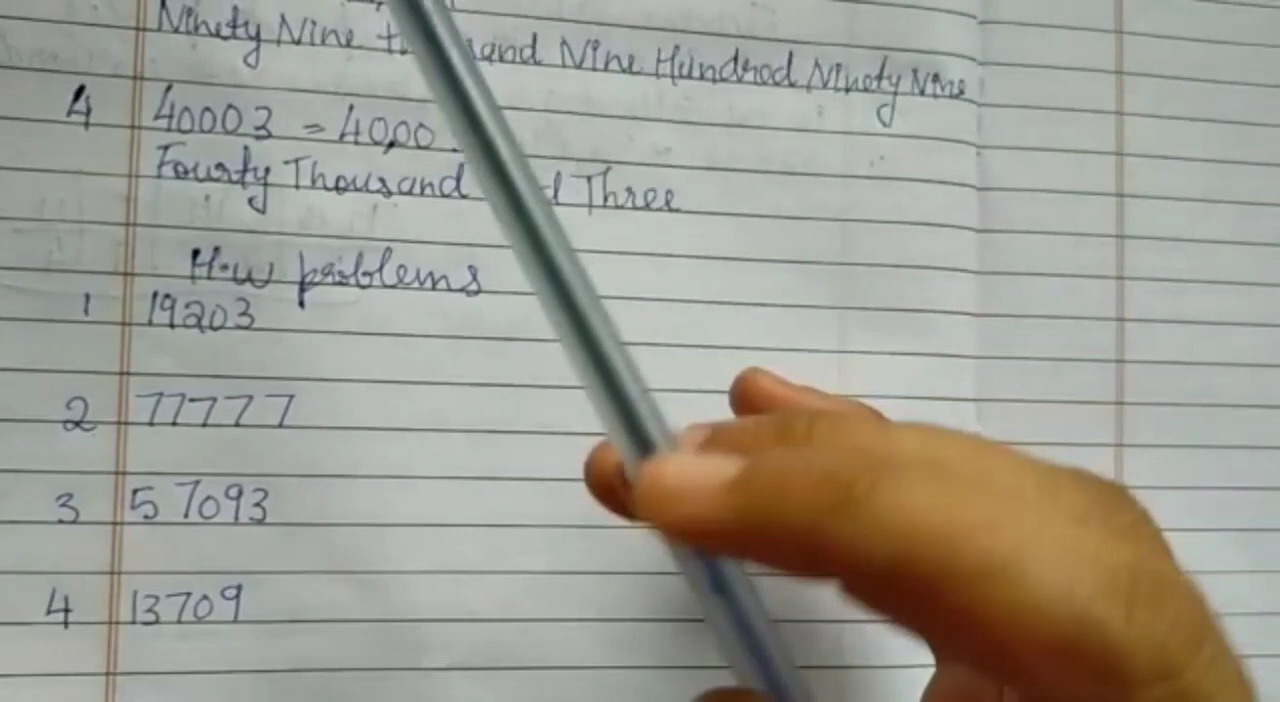 Ninety Nine Nine Hundred Ninety Nine
4 40003 = 40,00
Fourty Thousand Three
H.w problems
1 19203
2 77777
3 57093
4 13709